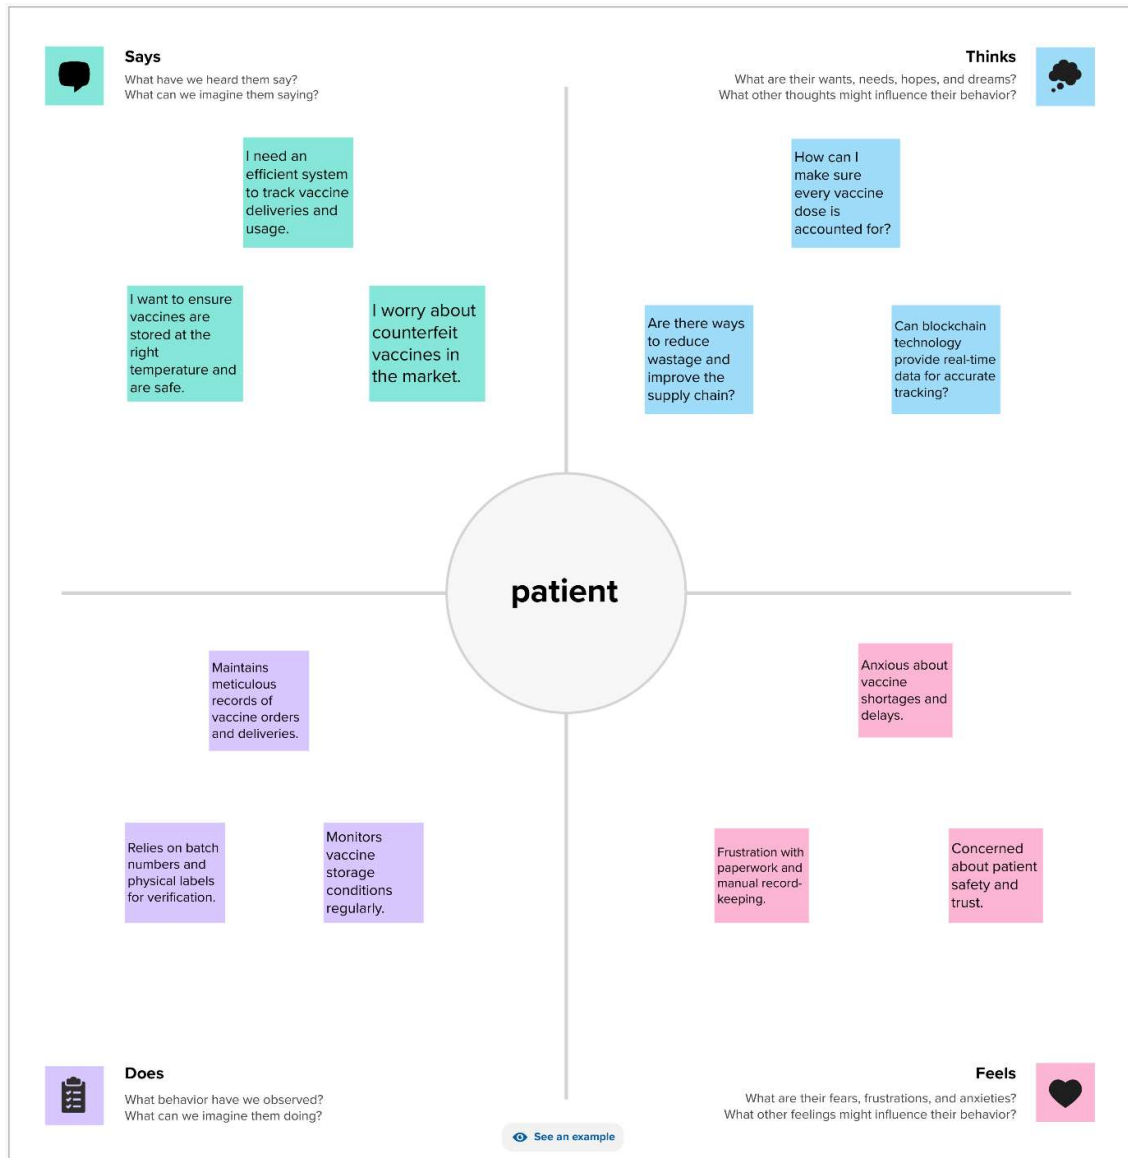 Says
What have we heard them say?
What can we imagine them saying?
I need an
efficient system
to track vaccine
deliveries and
usage.
I want to ensure
vaccines are
stored at the
right
temperature and
are safe.
I worry about
counterfeit
vaccines in
the market.
Thinks
What are their wants, needs, hopes, and dreams?
What other thoughts might influence their behavior?
How can I
make sure
every vaccine
dose is
accounted for?
Are there ways
to reduce
wastage and
improve the
supply chain?
Can blockchain
technology
provide real-time
data for accurate
tracking?
patient
Maintains
meticulous
records of
vaccine orders
and deliveries.
Relies on batch
numbers and
physical labels
for verification.
Monitors
vaccine
storage
conditions
regularly.
Does
What behavior have we observed?
What can we imagine them doing?
Anxious about
vaccine
shortages and
delays.
Frustration with
paperwork and
manual record-
keeping.
Concerned
about patient
safety and
trust.
Feels
What are their fears, frustrations, and anxieties?
What other feelings might influence their behavior?
See an example